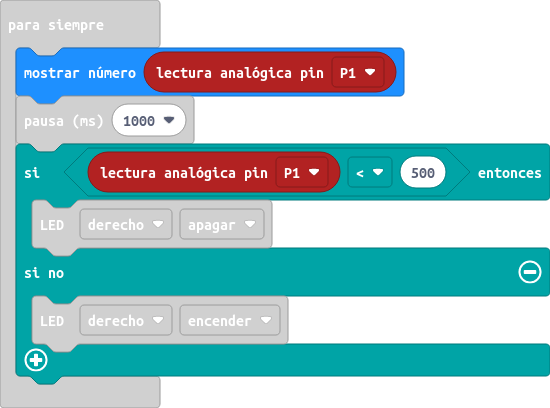 para siempre
mostrar número lectura analógica pin P1
pausa (ms) 1000
si lectura analógica pin P1 < 500 entonces
LED derecho apagar
si no
LED derecho encender